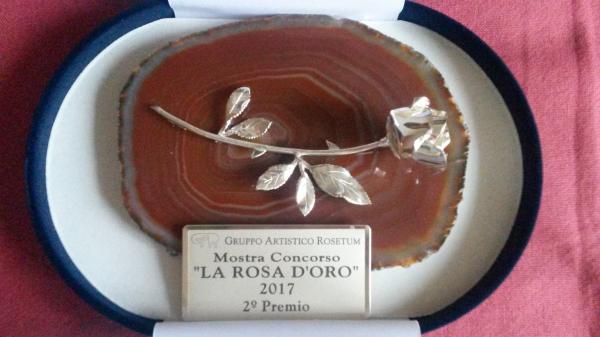 Gruppo Artistico Rosetum
Mostra Concorso
"LA ROSA D'ORO"
2017
2º Premio